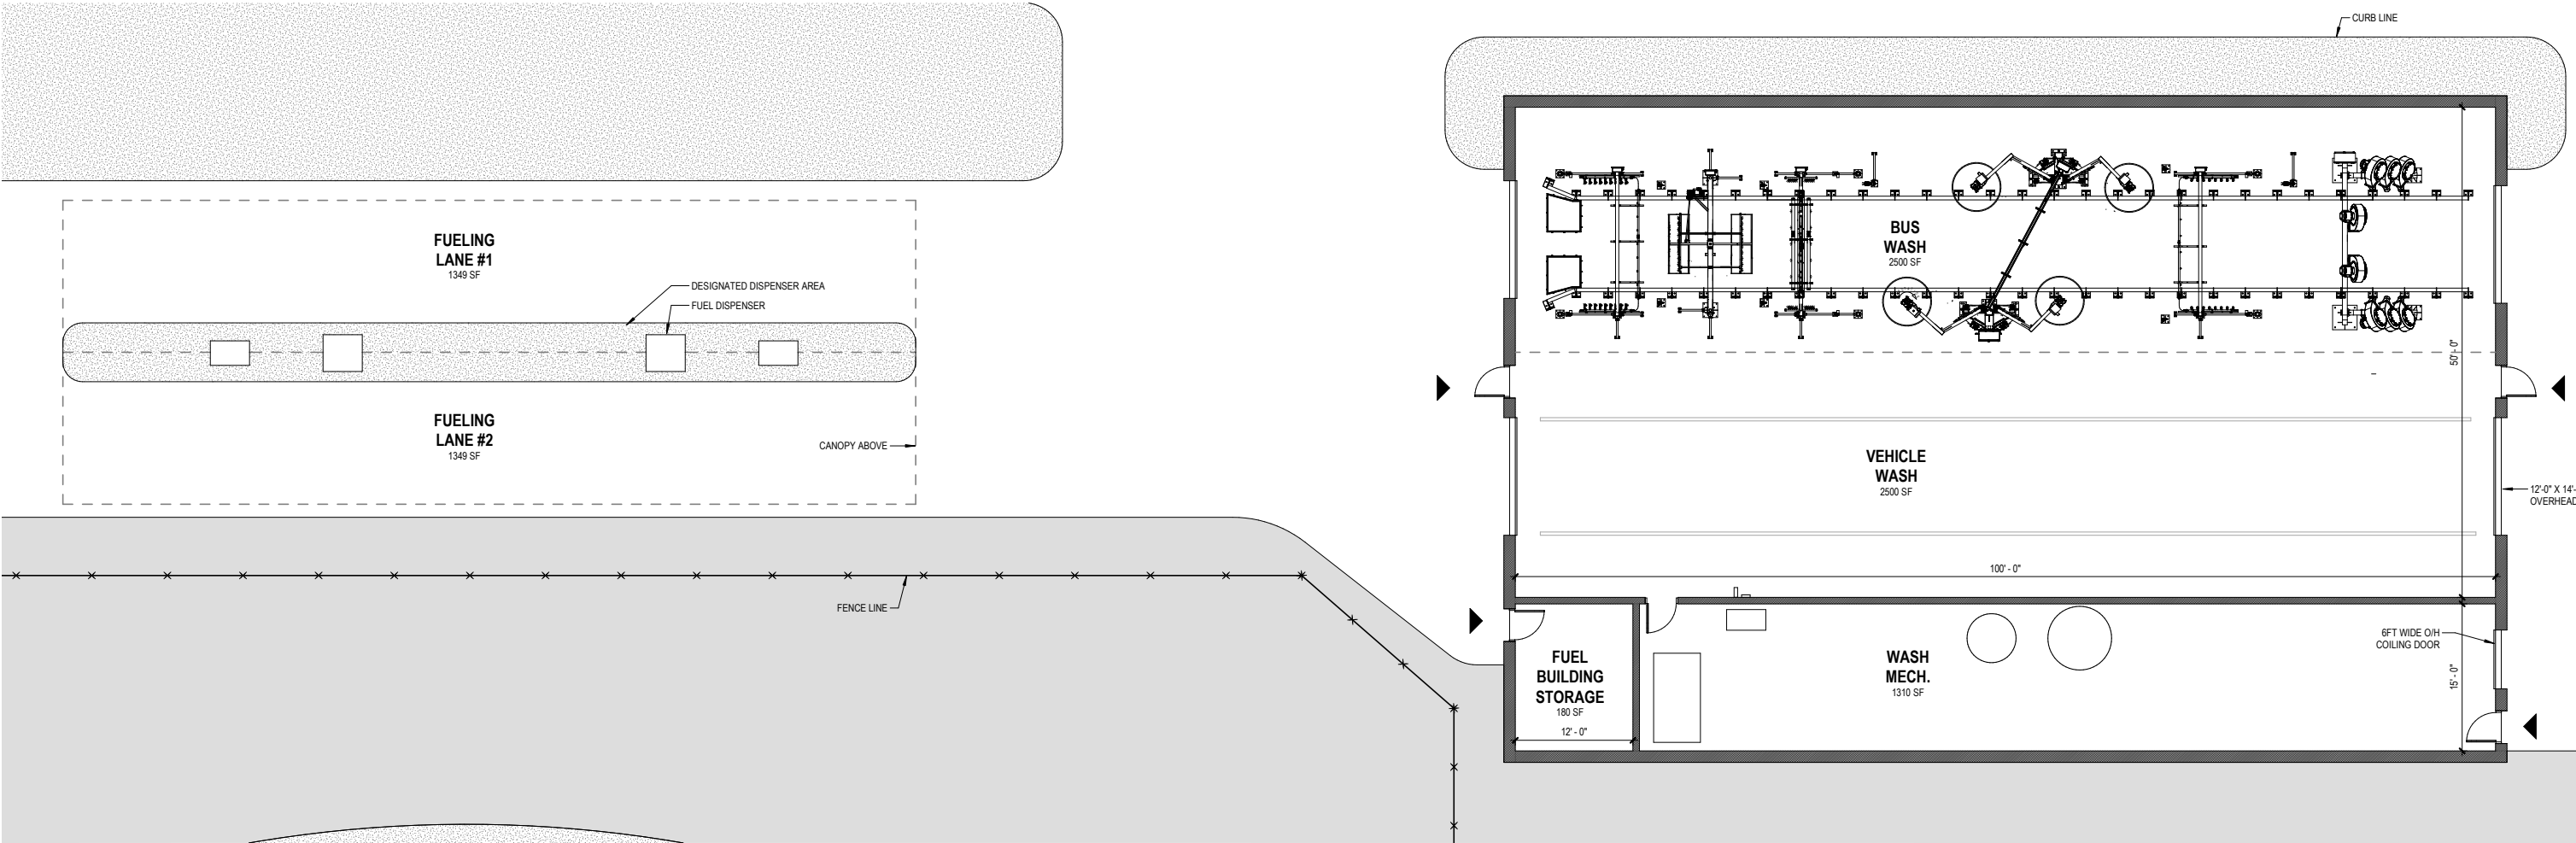 CURB LINE
FUELING
LANE #1
1349 SF
DESIGNATED DISPENSER AREA
FUEL DISPENSER
FUELING
LANE #2
1349 SF
CANOPY ABOVE
FENCE LINE
BUS
WASH
2500 SF
50' - 0"
VEHICLE
WASH
2500 SF
12'-0" X 14'-
OVERHEAD
100' - 0"
FUEL
BUILDING
STORAGE
180 SF
12' - 0"
WASH
MECH.
1310 SF
6FT WIDE O/H
COILING DOOR
15' - 0"